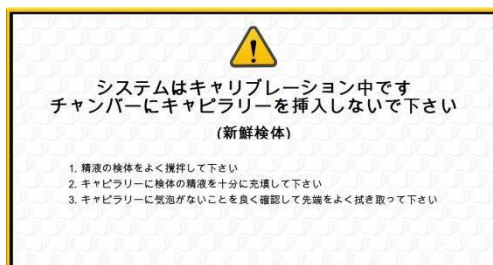 システムはキャリブレーション中です
チャンバーにキャピラリーを挿入しないで下さい
(新鮮検体)
1. 精液の検体をよく撹拌して下さい
2. キャピラリーに検体の精液を十分に充填して下さい
3. キャピラリーに気泡がないことを良く確認して先端をよく拭き取って下さい